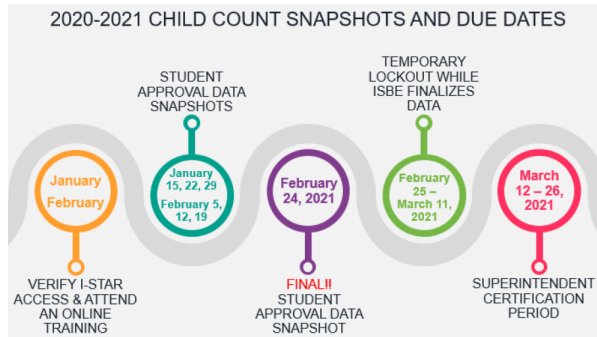 2020-2021 CHILD COUNT SNAPSHOTS AND DUE DATES
January
February
VERIFY I-STAR
ACCESS & ATTEND
AN ONLINE
TRAINING
STUDENT
APPROVAL DATA
SNAPSHOTS
January
15, 22, 29
February 5,
12, 19
February
24, 2021
FINAL!!
STUDENT
APPROVAL DATA
SNAPSHOT
TEMPORARY
LOCKOUT WHILE
ISBE FINALIZES
DATA
February
25 –
March 11,
2021
March
12 – 26,
2021
SUPERINTENDENT
CERTIFICATION
PERIOD